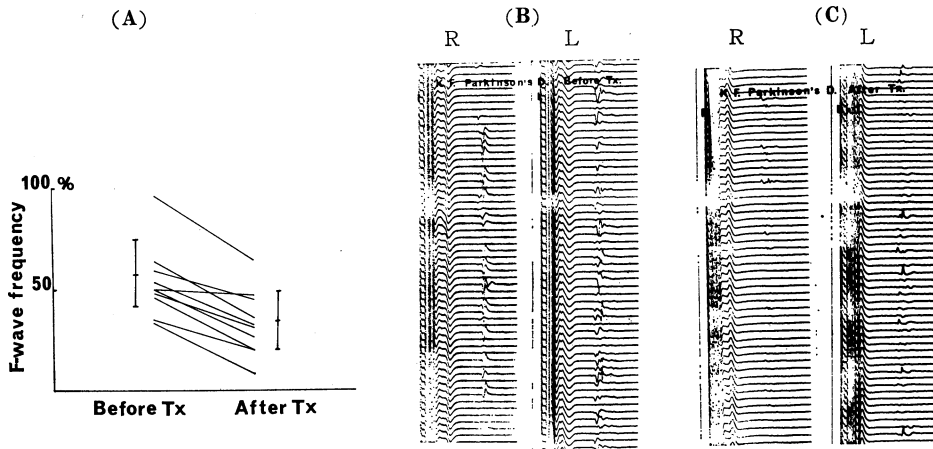 (A)
100 %
50
F-wave frequency
Before Tx After Tx
(B)
R L
K. F. Parkinson's D. Before Tx.
(C)
R L
K. F. Parkinson's D. After Tx.